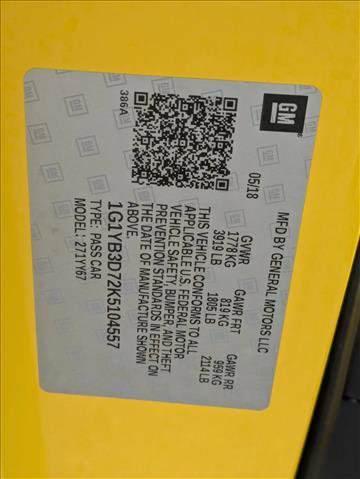 GM
MFD BY GENERAL MOTORS LLC
05/18
GVWR GAWR FRT GAWR RR
1778 KG 819 KG 959 KG
3919 LB 1805 LB 2114 LB
THIS VEHICLE CONFORMS TO ALL
APPLICABLE U.S. FEDERAL MOTOR
VEHICLE SAFETY, BUMPER, AND THEFT
PREVENTION STANDARDS IN EFFECT ON
THE DATE OF MANUFACTURE SHOWN
ABOVE.
1G1YB3D72K5104557
TYPE: PASS CAR
MODEL: 271YY67
386A